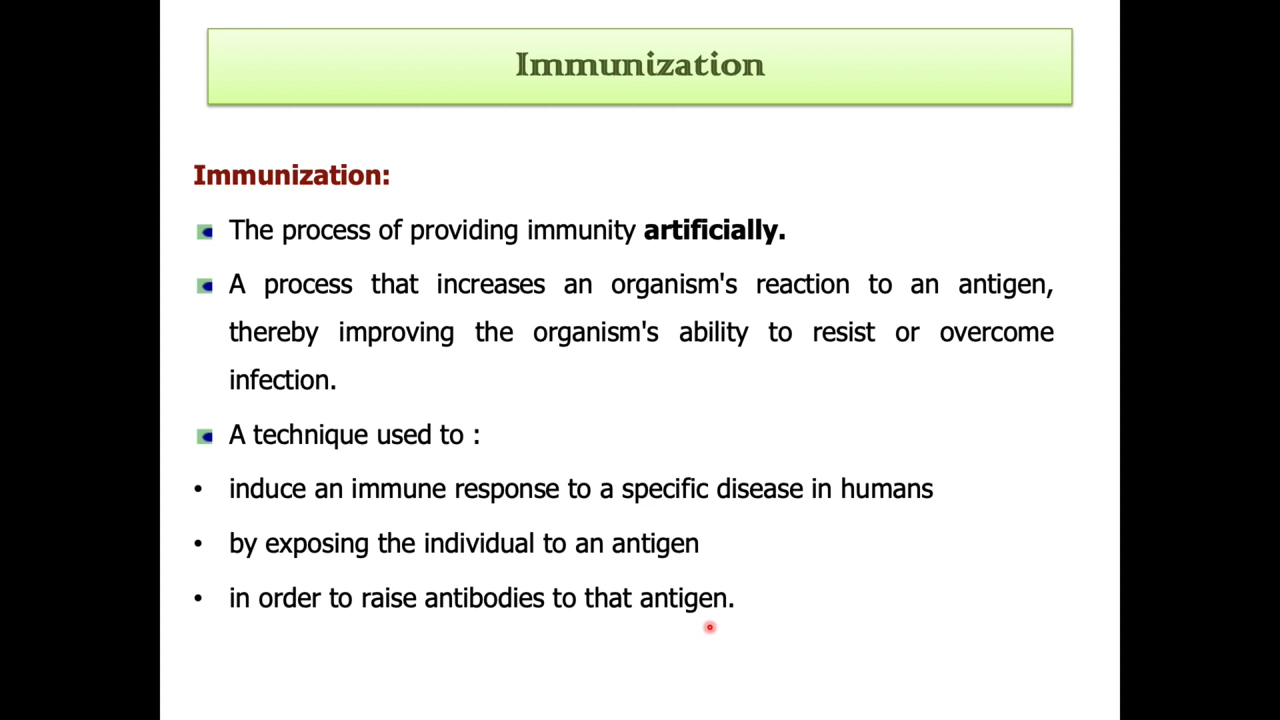 Immunization
Immunization:
The process of providing immunity artificially.
A process that increases an organism's reaction to an antigen,
thereby improving the organism's ability to resist or overcome
infection.
A technique used to :
• induce an immune response to a specific disease in humans
• by exposing the individual to an antigen
• in order to raise antibodies to that antigen.